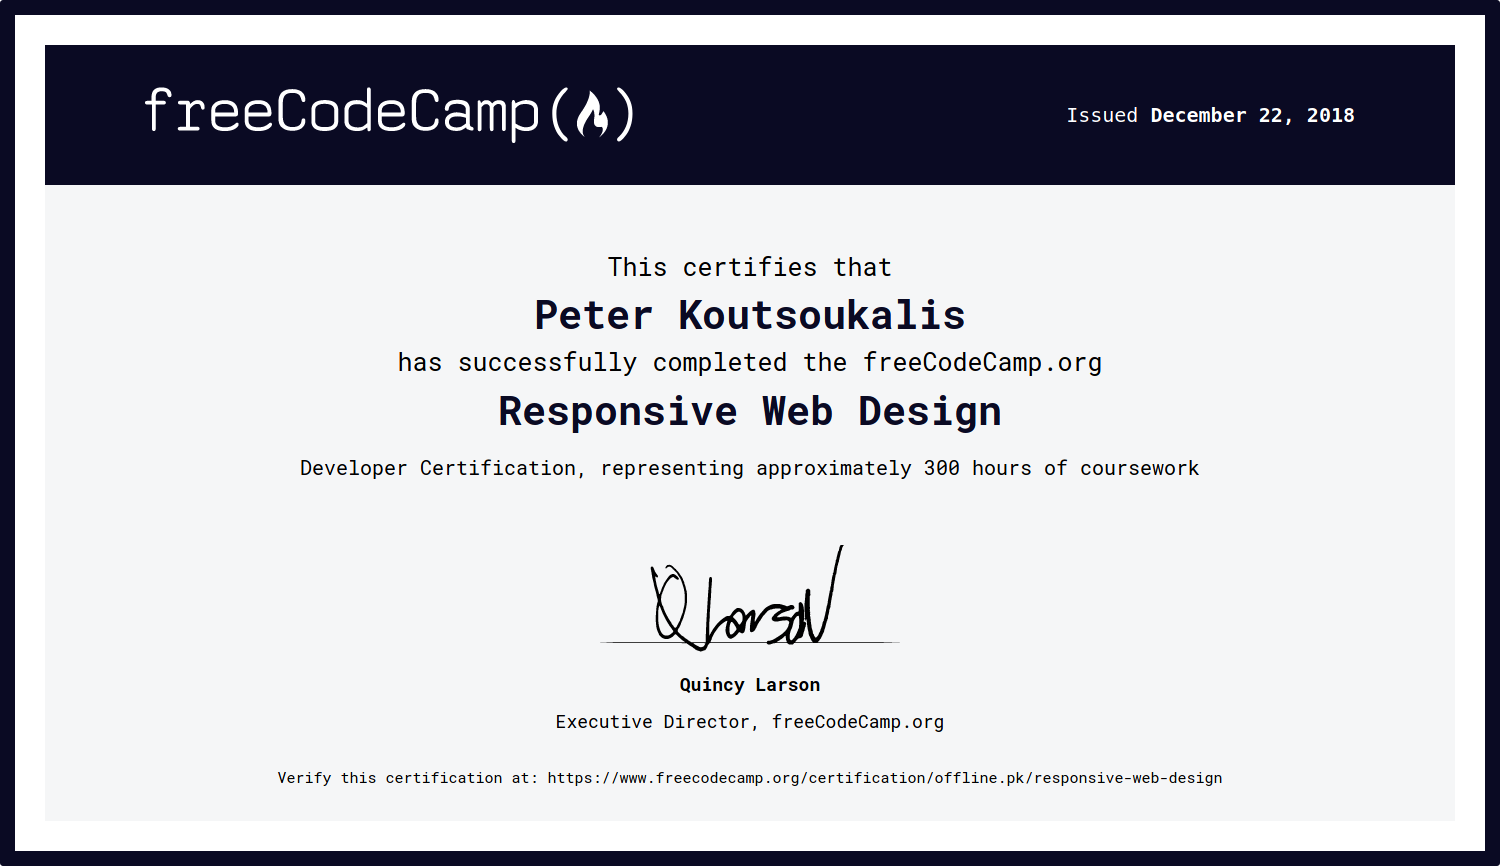 freeCodeCamp(🔥)
Issued December 22, 2018
This certifies that
Peter Koutsoukalis
has successfully completed the freeCodeCamp.org
Responsive Web Design
Developer Certification, representing approximately 300 hours of coursework
Q Larson
Quincy Larson
Executive Director, freeCodeCamp.org
Verify this certification at: https://www.freecodecamp.org/certification/offline.pk/responsive-web-design